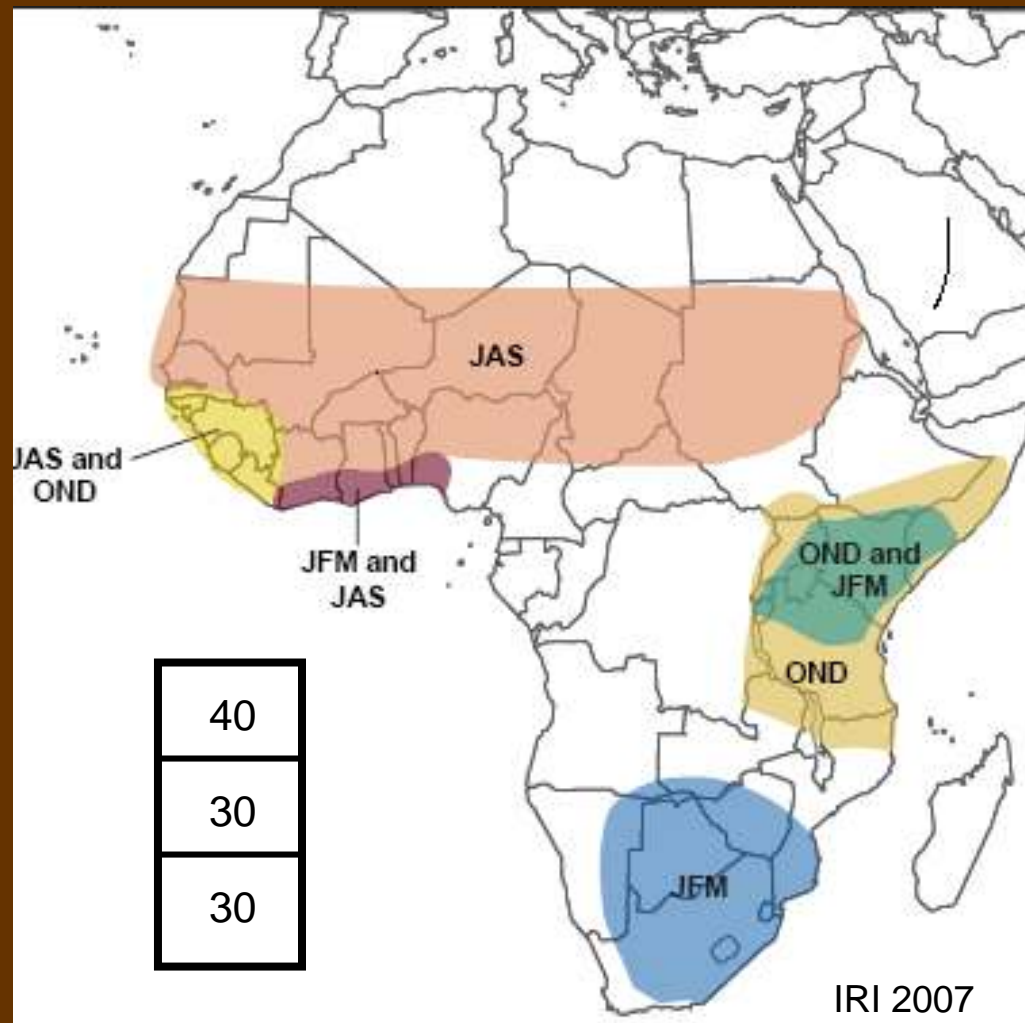 JAS
JAS and
OND
JFM and
JAS
OND and
JFM
OND
40
30
30
JFM
IRI 2007